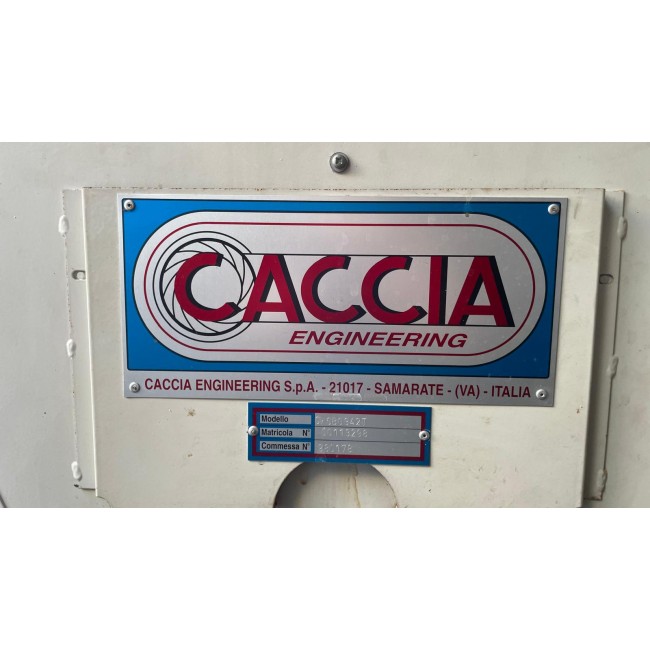 CACCIA
ENGINEERING
CACCIA ENGINEERING S.p.A. - 21017 - SAMARATE - (VA) - ITALIA
Modello
Matricola N°
Commessa N°